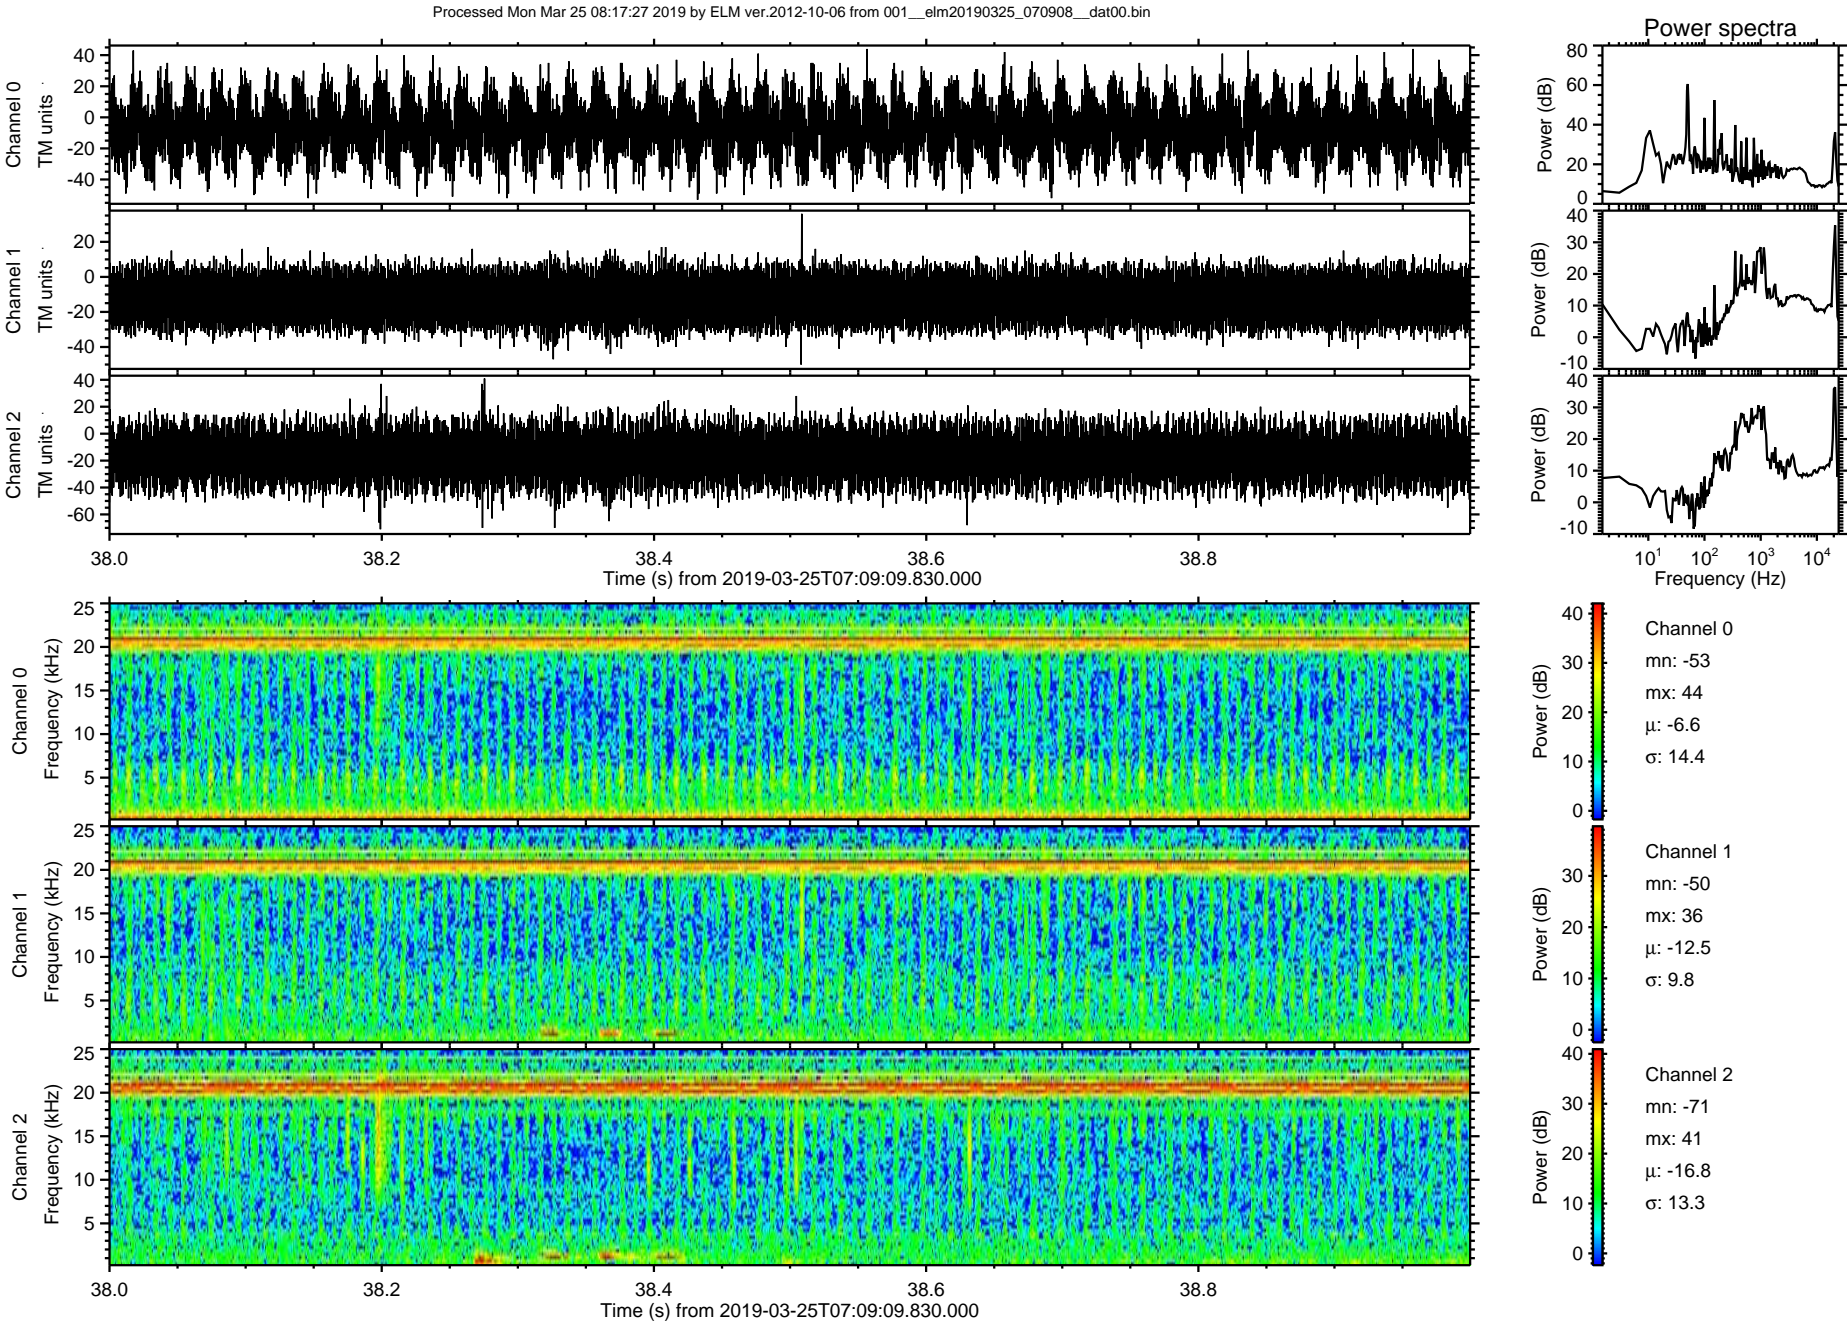 Processed Mon Mar 25 08:17:27 2019 by ELM ver.2012-10-06 from 001__elm20190325_070908__dat00.bin
Power spectra
Channel 0
TM units
40
20
0
-20
-40
Power (dB)
80
60
40
20
0
Channel 1
TM units
20
0
-20
-40
Power (dB)
40
30
20
10
0
-10
Channel 2
TM units
40
20
0
-20
-40
-60
Power (dB)
40
30
20
10
0
-10
38.0 38.2 38.4 38.6 38.8
Time (s) from 2019-03-25T07:09:09.830.000
10^1 10^2 10^3 10^4
Frequency (Hz)
Channel 0
Frequency (kHz)
25
20
15
10
5
Power (dB)
40
30
20
10
0
Channel 0
mn: -53
mx: 44
μ: -6.6
σ: 14.4
Channel 1
Frequency (kHz)
25
20
15
10
5
Power (dB)
30
20
10
0
Channel 1
mn: -50
mx: 36
μ: -12.5
σ: 9.8
Channel 2
Frequency (kHz)
25
20
15
10
5
Power (dB)
40
30
20
10
0
Channel 2
mn: -71
mx: 41
μ: -16.8
σ: 13.3
38.0 38.2 38.4 38.6 38.8
Time (s) from 2019-03-25T07:09:09.830.000